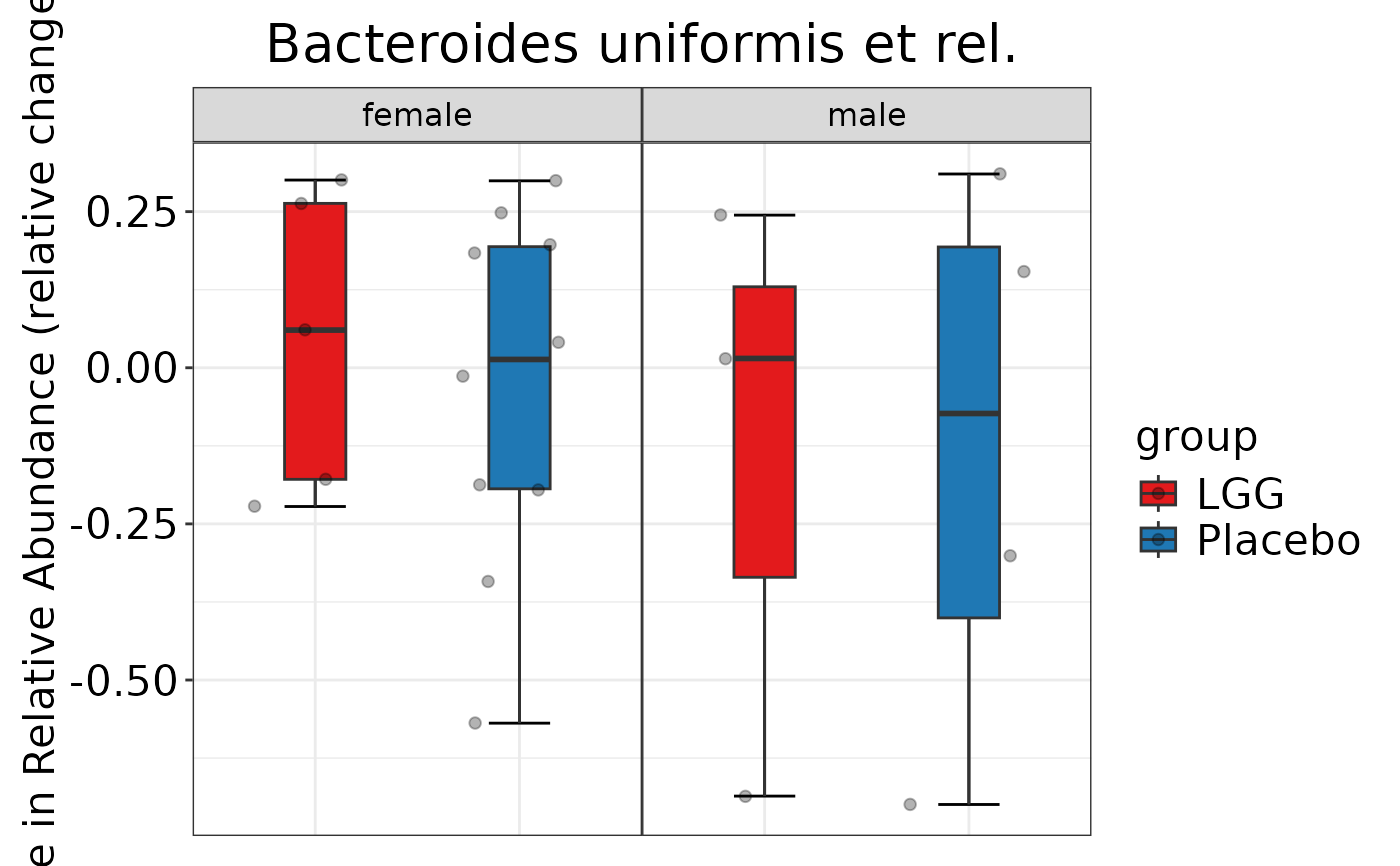 Bacteroides uniformis et rel.
female
male
e in Relative Abundance (relative change
0.25
0.00
-0.25
-0.50
group
LGG
Placebo